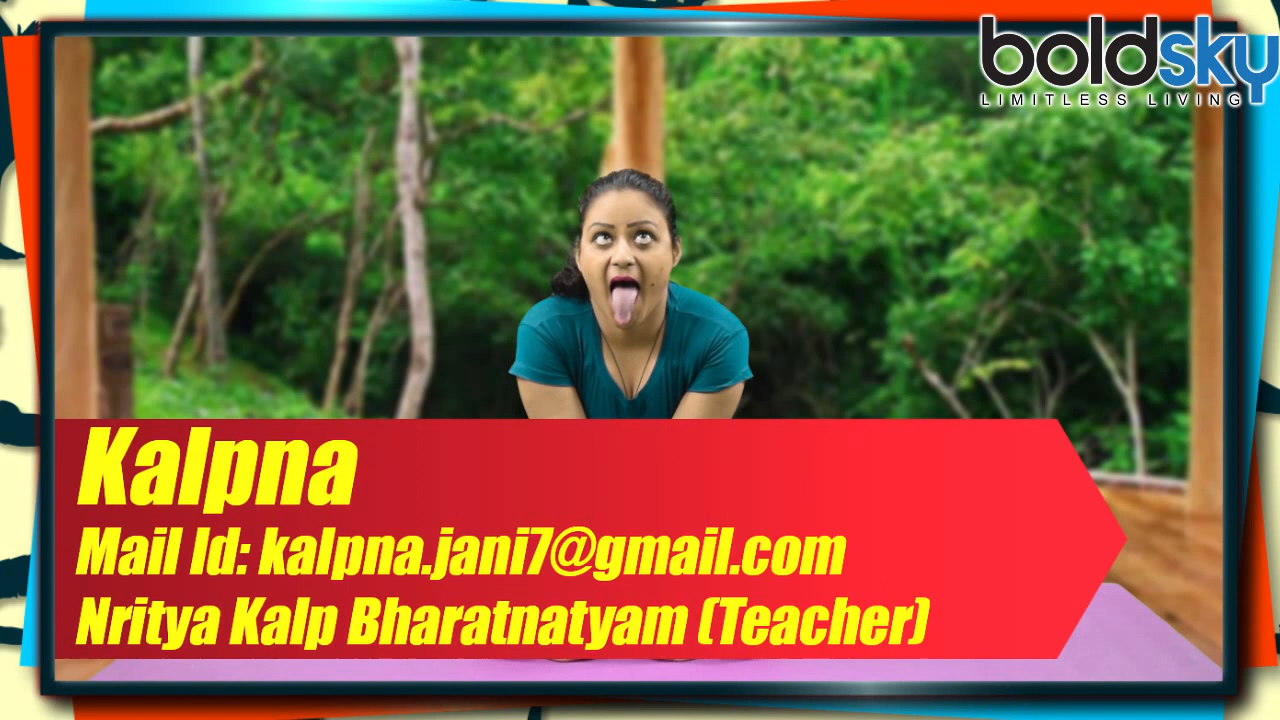 boldsky
LIMITLESS LIVING
Kalpna
Mail Id: kalpna.jani7@gmail.com
Nritya Kalp Bharatnatyam (Teacher)